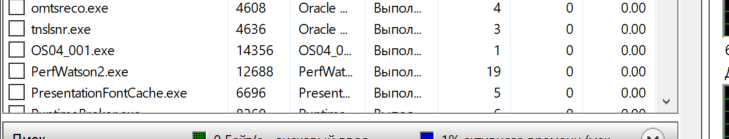 omtsreco.exe 4608 Oracle ... Выпол... 4 0 0.00
tnslsnr.exe 4636 Oracle ... Выпол... 3 0 0.00
OS04_001.exe 14356 OS04_0... Выпол... 1 0 0.00
PerfWatson2.exe 12688 PerfWat... Выпол... 19 0 0.00
PresentationFontCache.exe 6696 Present... Выпол... 5 0 0.00